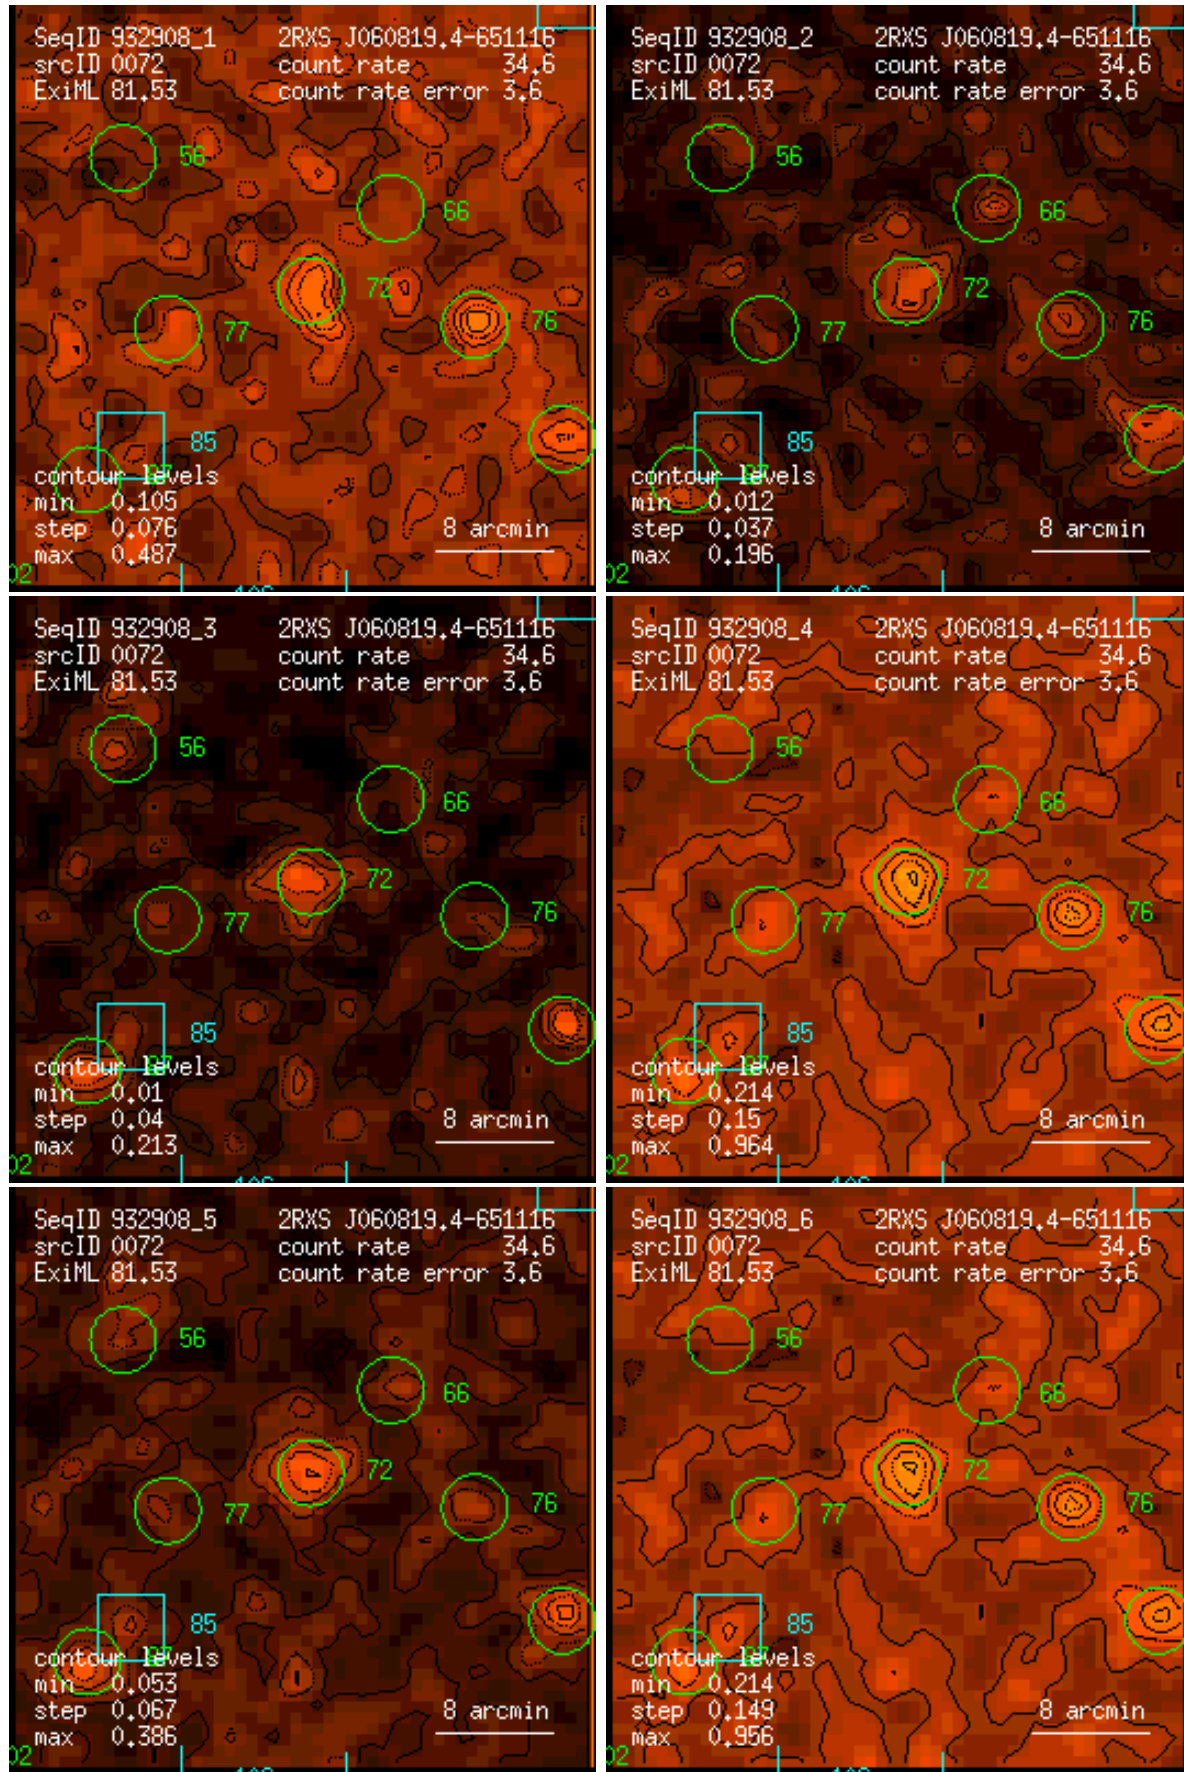 SeqID 932908_1 2RXS J060819.4-651116
srcID 0072 count rate 34.6
ExiML 81.53 count rate error 3.6
56
66
72
76
77
85
contour levels
min 0.105
step 0.076 8 arcmin
max 0.487
02
SeqID 932908_2 2RXS J060819.4-651116
srcID 0072 count rate 34.6
ExiML 81.53 count rate error 3.6
56
66
72
76
77
85
contour levels
min 0.012
step 0.037 8 arcmin
max 0.196
02
SeqID 932908_3 2RXS J060819.4-651116
srcID 0072 count rate 34.6
ExiML 81.53 count rate error 3.6
56
66
72
76
77
85
contour levels
min 0.01
step 0.04 8 arcmin
max 0.213
02
SeqID 932908_4 2RXS J060819.4-651116
srcID 0072 count rate 34.6
ExiML 81.53 count rate error 3.6
56
66
72
76
77
85
contour levels
min 0.214
step 0.15 8 arcmin
max 0.964
02
SeqID 932908_5 2RXS J060819.4-651116
srcID 0072 count rate 34.6
ExiML 81.53 count rate error 3.6
56
66
72
76
77
85
contour levels
min 0.053
step 0.067 8 arcmin
max 0.386
02
SeqID 932908_6 2RXS J060819.4-651116
srcID 0072 count rate 34.6
ExiML 81.53 count rate error 3.6
56
66
72
76
77
85
contour levels
min 0.214
step 0.149 8 arcmin
max 0.956
02